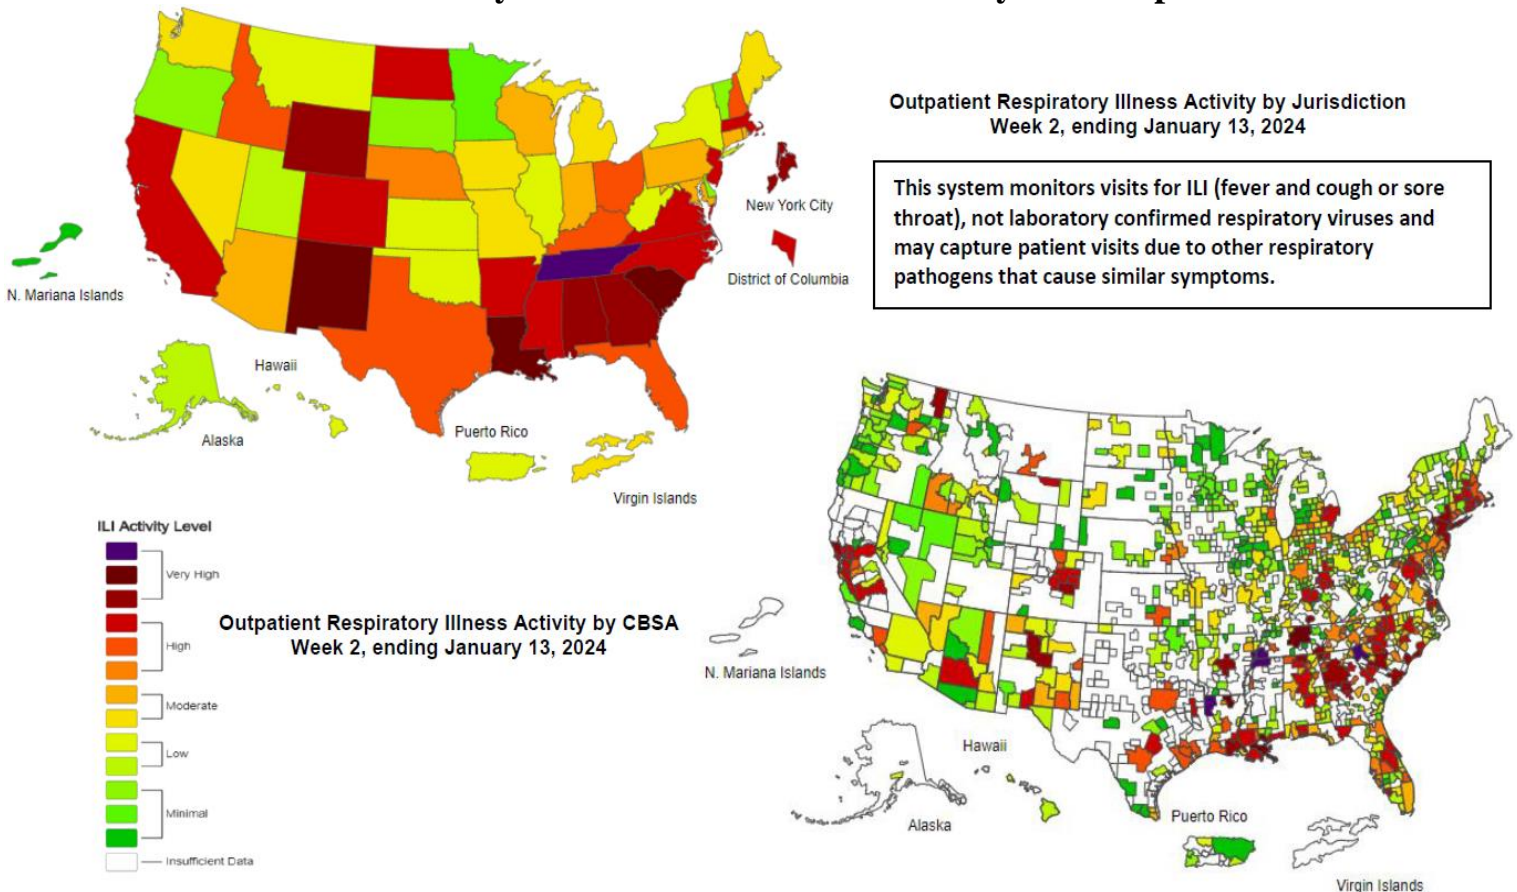 Outpatient Respiratory Illness Activity by Jurisdiction
Week 2, ending January 13, 2024
This system monitors visits for ILI (fever and cough or sore
throat), not laboratory confirmed respiratory viruses and
may capture patient visits due to other respiratory
pathogens that cause similar symptoms.
New York City
District of Columbia
N. Mariana Islands
Hawaii
Alaska
Puerto Rico
Virgin Islands
ILI Activity Level
Very High
High
Moderate
Low
Minimal
Insufficient Data
Outpatient Respiratory Illness Activity by CBSA
Week 2, ending January 13, 2024
N. Mariana Islands
Hawaii
Alaska
Puerto Rico
Virgin Islands